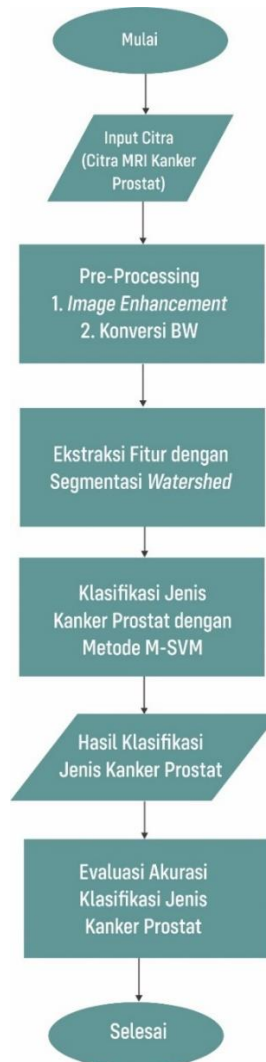 Mulai
Input Citra
(Citra MRI Kanker
Prostat)
Pre-Processing
1. Image Enhancement
2. Konversi BW
Ekstraksi Fitur dengan
Segmentasi Watershed
Klasifikasi Jenis
Kanker Prostat dengan
Metode M-SVM
Hasil Klasifikasi
Jenis Kanker Prostat
Evaluasi Akurasi
Klasifikasi Jenis
Kanker Prostat
Selesai